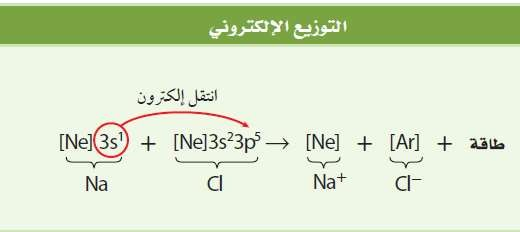 التوزيع الإلكتروني
انتقل إلكترون
[Ne]3s¹ + [Ne]3s²3p⁵ → [Ne] + [Ar] + طاقة
Na Cl Na⁺ Cl⁻